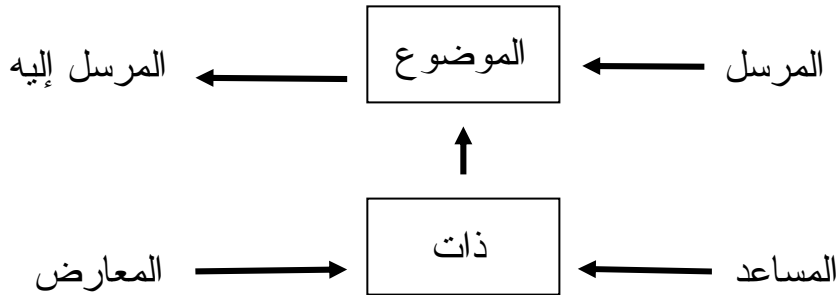 المرسل الموضوع المرسل إليه
المساعد ذات المعارض